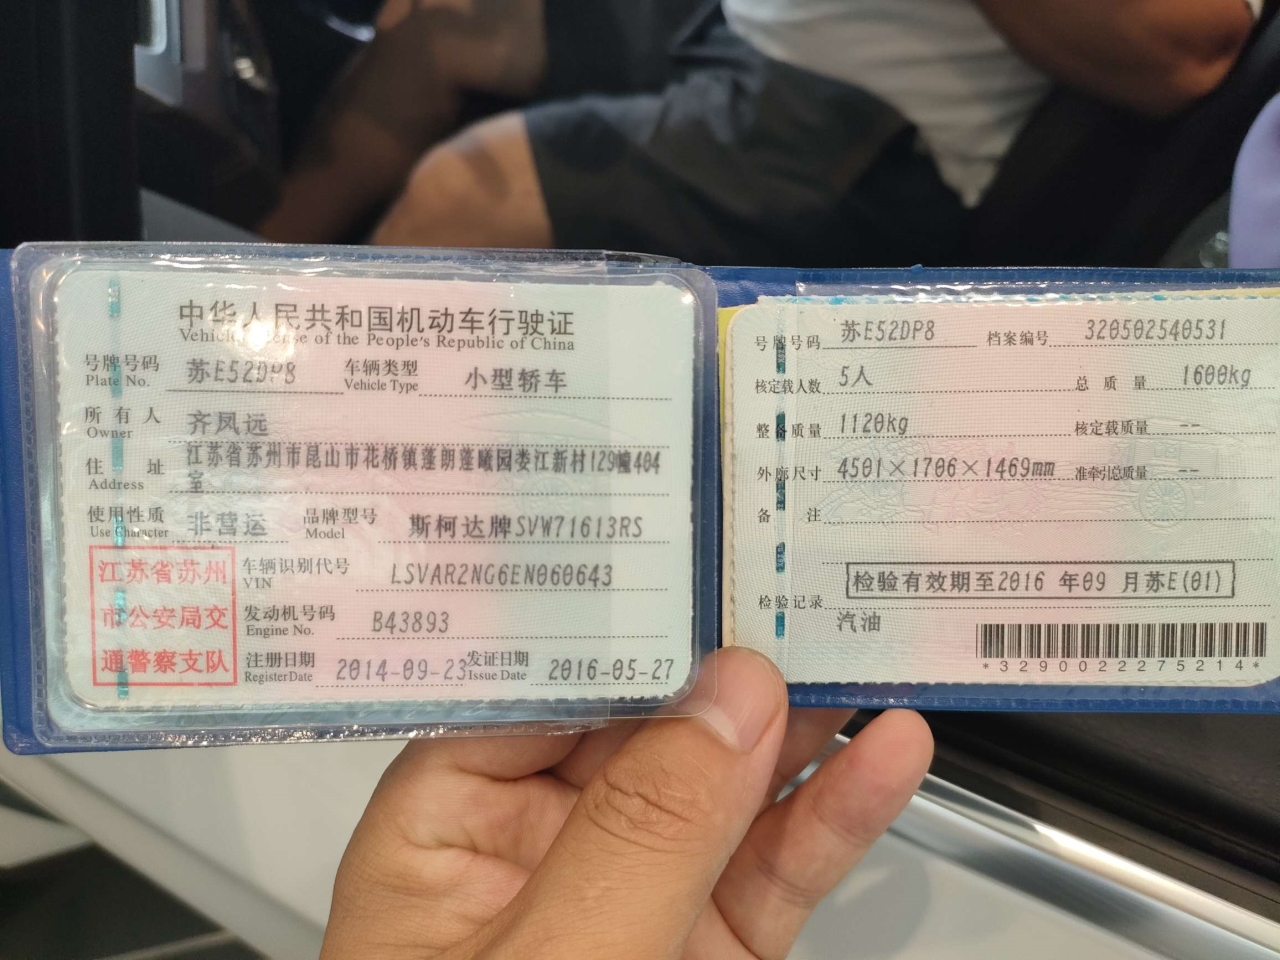 中华人民共和国机动车行驶证
Vehicle License of the People's Republic of China
号牌号码 苏E52DP8 车辆类型 小型轿车
Plate No. Vehicle Type
所有人 齐凤远
Owner
住址 江苏省苏州市昆山市花桥镇蓬朗蓬曦园娄江新村129幢404
Address 室
使用性质 非营运 品牌型号 斯柯达牌SVW71613RS
Use Character Model
江苏省苏州
市公安局交
通警察支队
车辆识别代号 LSVAR2NG6EN060643
VIN
发动机号码 B43893
Engine No.
注册日期 2014-09-23 发证日期 2016-05-27
Register Date Issue Date
号牌号码 苏E52DP8 档案编号 320502540531
核定载人数 5人 总质量 1600kg
整备质量 1120kg 核定载质量 --
外廓尺寸 4501×1706×1469mm 准牵引总质量 --
备注
检验有效期至2016 年09 月苏E(01)
检验记录
汽油
*3290022275214*